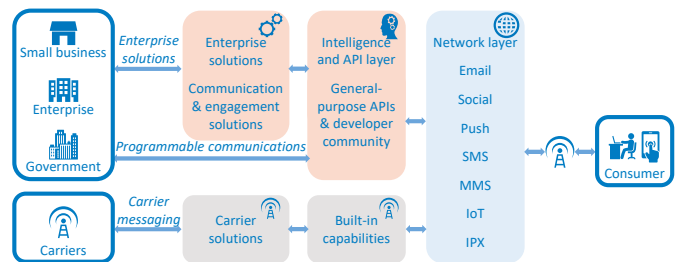 Small business
Enterprise
Government
Enterprise
solutions
Programmable communications
Enterprise
solutions
Communication
& engagement
solutions
Intelligence
and API layer
General-
purpose APIs
& developer
community
Network layer
Email
Social
Push
SMS
MMS
IoT
IPX
Consumer
Carriers
Carrier
messaging
Carrier
solutions
Built-in
capabilities